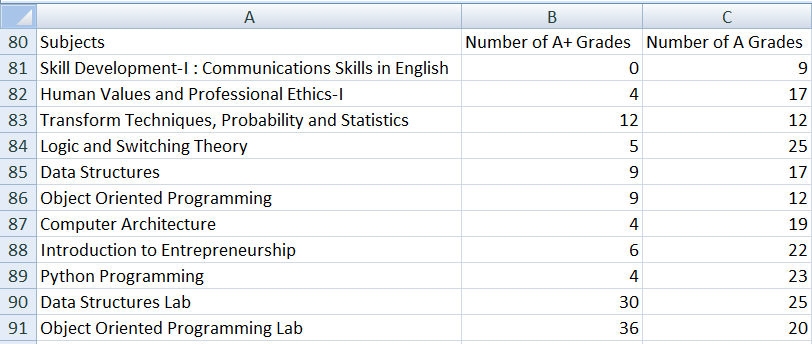 A B C
80 Subjects Number of A+ Grades Number of A Grades
81 Skill Development-I : Communications Skills in English 0 9
82 Human Values and Professional Ethics-I 4 17
83 Transform Techniques, Probability and Statistics 12 12
84 Logic and Switching Theory 5 25
85 Data Structures 9 17
86 Object Oriented Programming 9 12
87 Computer Architecture 4 19
88 Introduction to Entrepreneurship 6 22
89 Python Programming 4 23
90 Data Structures Lab 30 25
91 Object Oriented Programming Lab 36 20